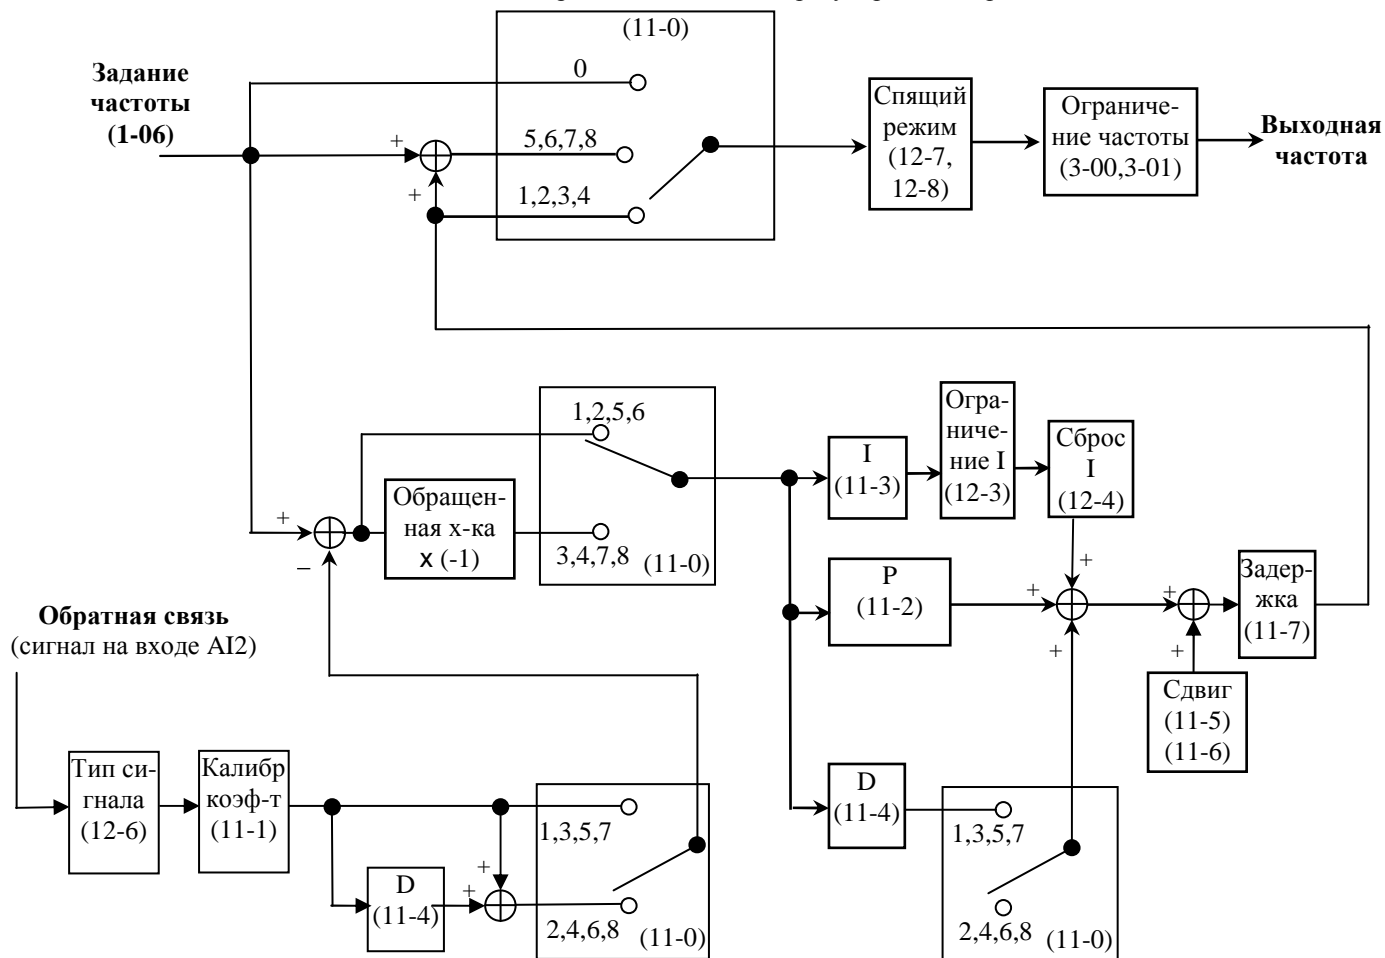 (11-0)
Задание
частоты
(1-06)
0
5,6,7,8
1,2,3,4
+
+
Спящий
режим
(12-7,
12-8)
Ограниче-
ние частоты
(3-00,3-01)
Выходная
частота
1,2,5,6
3,4,7,8
(11-0)
+
–
Обращен-
ная х-ка
х (-1)
I
(11-3)
Огра-
ниче-
ние I
(12-3)
Сброс
I
(12-4)
P
(11-2)
+
+
+
+
+
Задер-
жка
(11-7)
Сдвиг
(11-5)
(11-6)
Обратная связь
(сигнал на входе AI2)
Тип си-
гнала
(12-6)
Калибр
коэф-т
(11-1)
D
(11-4)
+
+
1,3,5,7
2,4,6,8
(11-0)
D
(11-4)
1,3,5,7
2,4,6,8
(11-0)